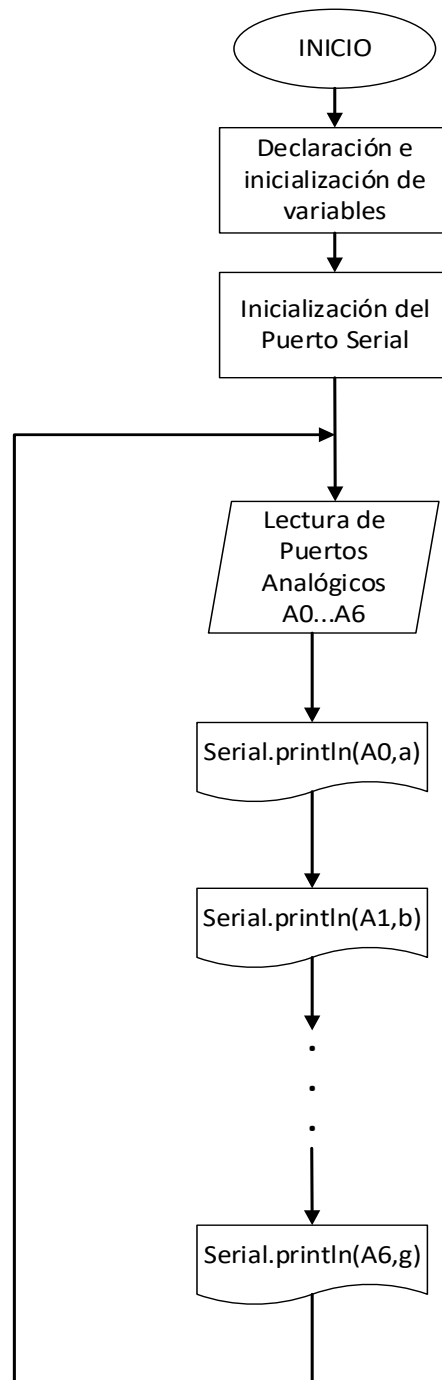 INICIO
Declaración e
inicialización de
variables
Inicialización del
Puerto Serial
Lectura de
Puertos
Analógicos
A0...A6
Serial.println(A0,a)
Serial.println(A1,b)
.
.
.
Serial.println(A6,g)